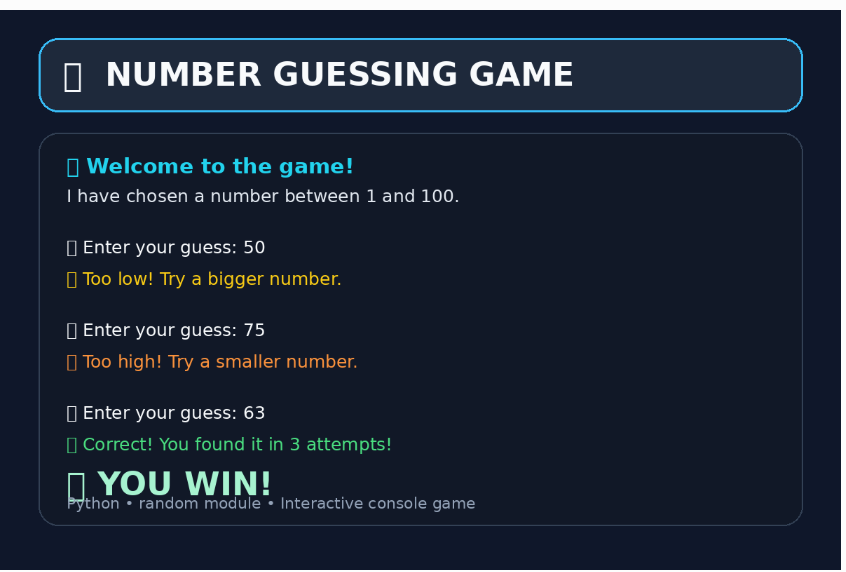 NUMBER GUESSING GAME
Welcome to the game!
I have chosen a number between 1 and 100.
Enter your guess: 50
Too low! Try a bigger number.
Enter your guess: 75
Too high! Try a smaller number.
Enter your guess: 63
Correct! You found it in 3 attempts!
YOU WIN!
Python • random module • Interactive console game